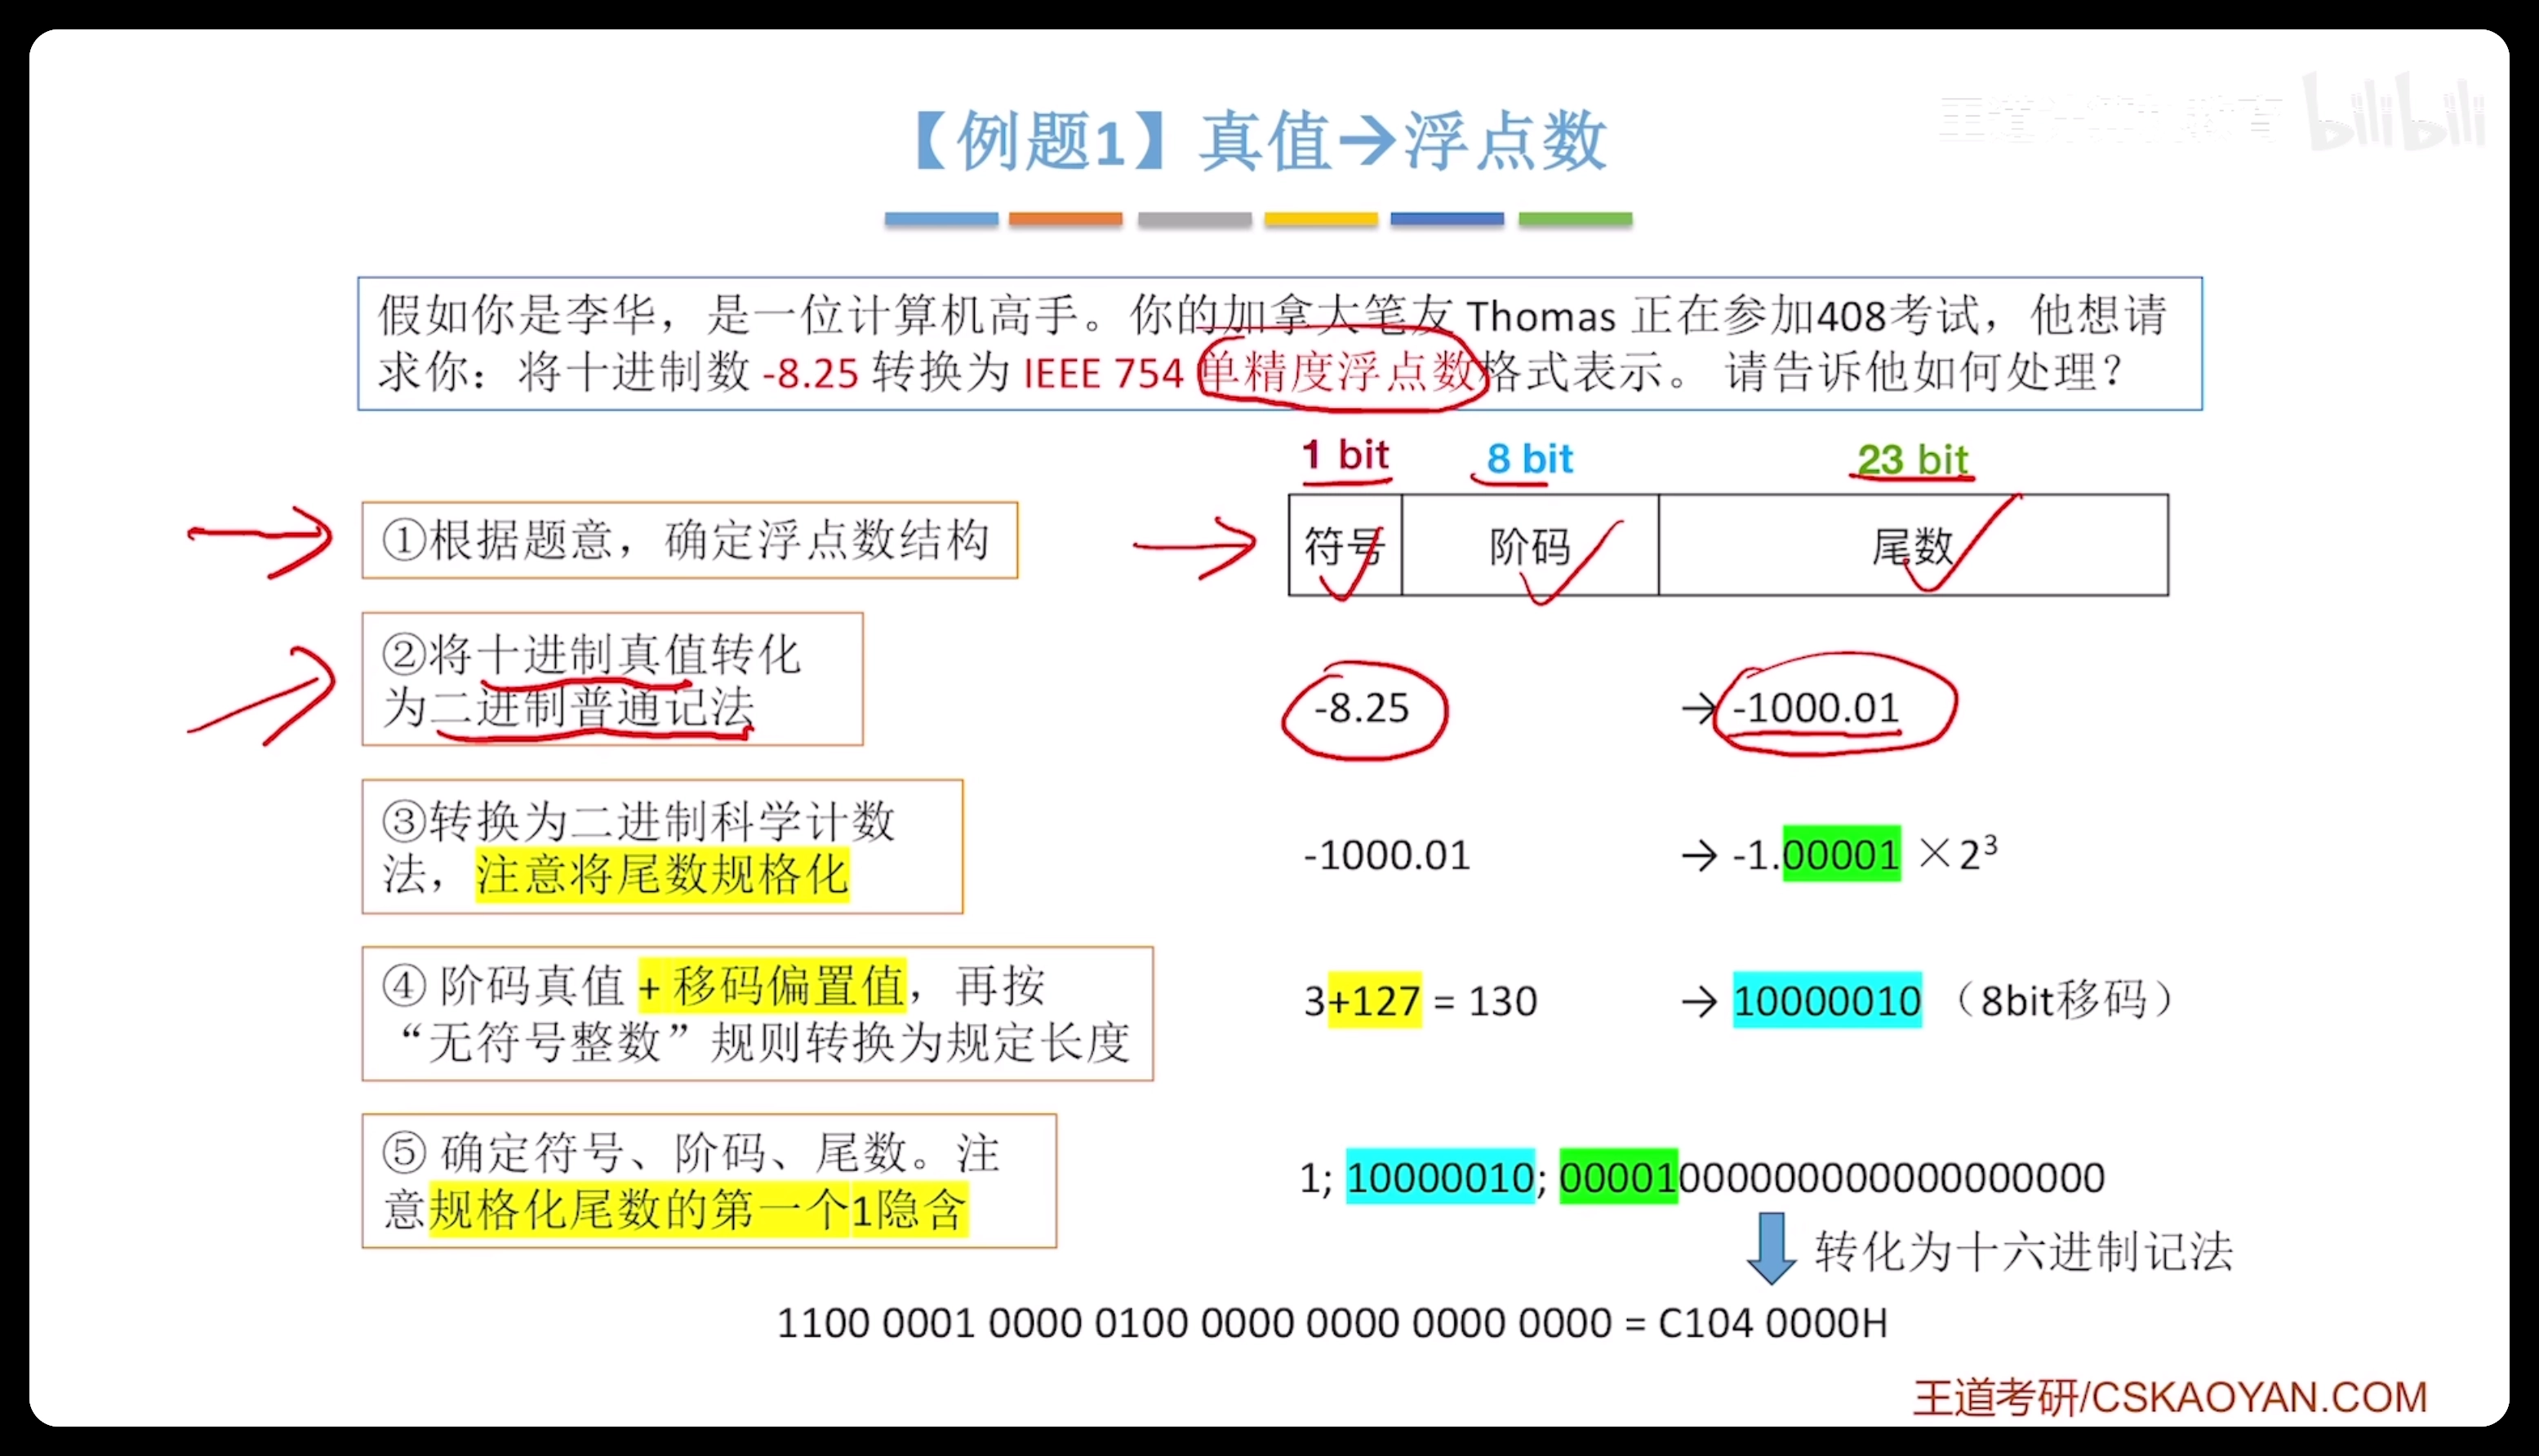 【例题1】真值→浮点数
假如你是李华，是一位计算机高手。你的加拿大笔友 Thomas 正在参加408考试，他想请
求你：将十进制数 -8.25 转换为 IEEE 754 单精度浮点数格式表示。 请告诉他如何处理？
1 bit 8 bit 23 bit
①根据题意，确定浮点数结构
符号 阶码 尾数
②将十进制真值转化
为二进制普通记法
-8.25 → -1000.01
③转换为二进制科学计数
法，注意将尾数规格化
-1000.01 → -1.00001 ×2³
④ 阶码真值 + 移码偏置值，再按
“无符号整数”规则转换为规定长度
3+127 = 130 → 10000010 （8bit移码）
⑤ 确定符号、阶码、尾数。注
意规格化尾数的第一个1隐含
1; 10000010; 00001000000000000000000
转化为十六进制记法
1100 0001 0000 0100 0000 0000 0000 0000 = C104 0000H
王道考研/CSKAOYAN.COM
王道计算机教育 bilibili